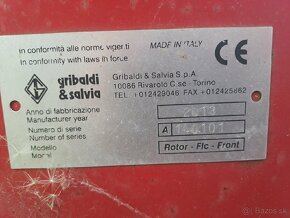 In conformità alle norme vigenti
In conformity with laws in force
MADE IN ITALY
CE
gribaldi
& salvia
Gribaldi & Salvia S.p.A.
10086 Rivarolo C.se - Torino
TEL. +012429046 FAX +012425862
Anno di fabbricazione
Manufacturer year
2013
Numero di serie
Number of series
A 140101
Modello
Model
Rotor - Flc - Front
bazos.sk